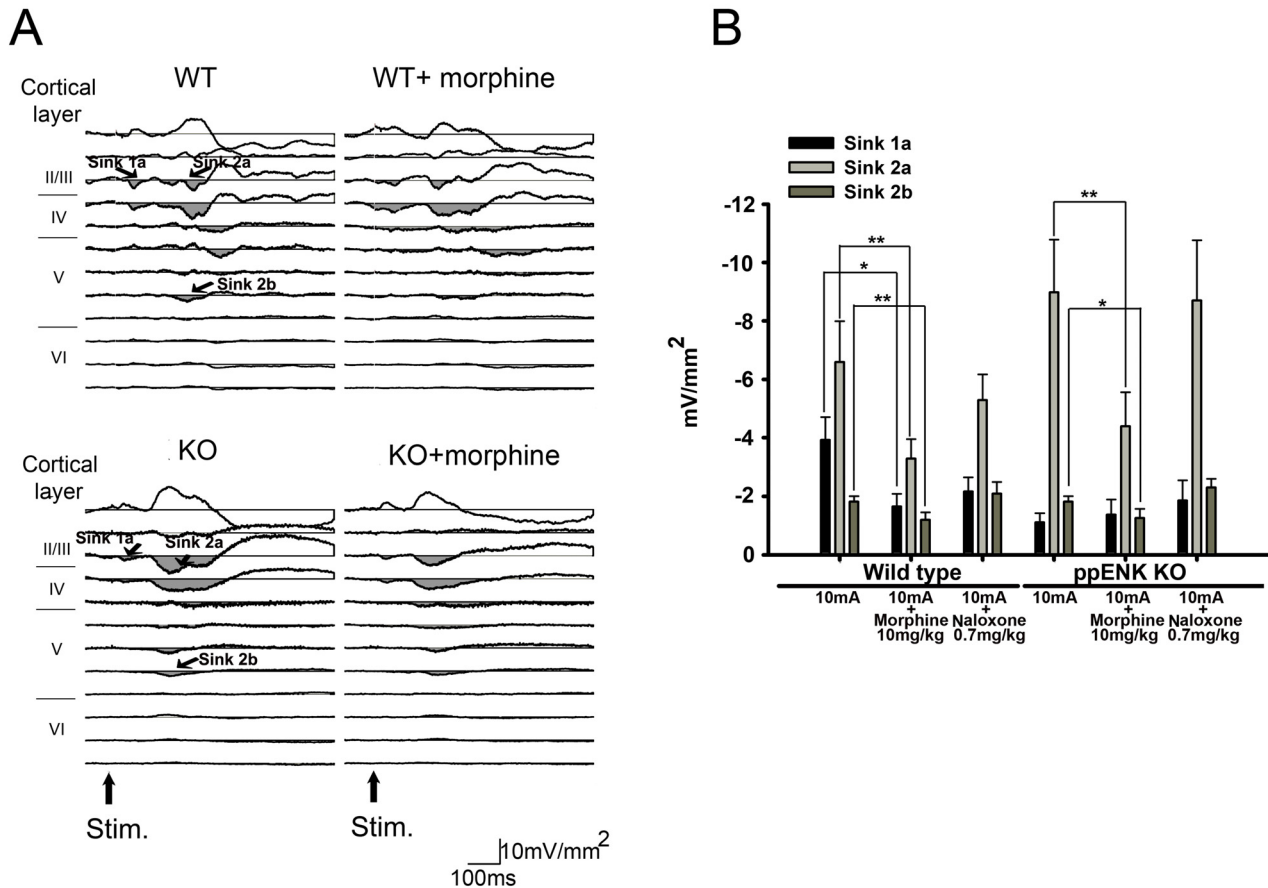 A
Cortical
layer
WT
WT+ morphine
Sink 1a
Sink 2a
II/III
IV
V
Sink 2b
VI
Cortical
layer
KO
KO+morphine
Sink 1a
Sink 2a
II/III
IV
V
Sink 2b
VI
Stim.
Stim.
10mV/mm2
100ms
B
Sink 1a
Sink 2a
Sink 2b
mV/mm2
-12
-10
-8
-6
-4
-2
0
**
*
**
**
*
Wild type
ppENK KO
10mA
10mA
+
Morphine
10mg/kg
10mA
+
Naloxone
0.7mg/kg
10mA
10mA
+
Morphine
10mg/kg
10mA
+
Naloxone
0.7mg/kg